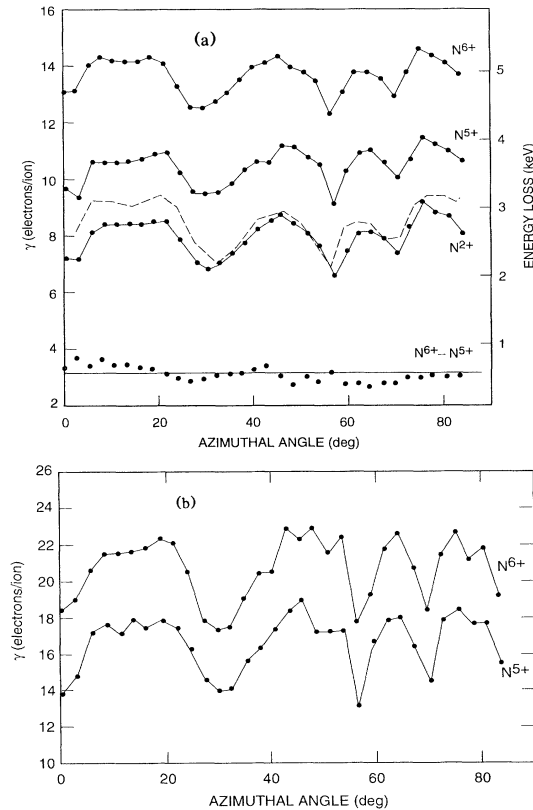 16
(a)
N6+
14
5
12
4
N5+
10
γ (electrons/ion)
ENERGY LOSS (keV)
3
8
N2+
2
6
4
N6+–N5+
1
2
0 20 40 60 80
AZIMUTHAL ANGLE (deg)
26
24
(b)
22
N6+
20
18
γ (electrons/ion)
16
N5+
14
12
10
0 20 40 60 80
AZIMUTHAL ANGLE (deg)